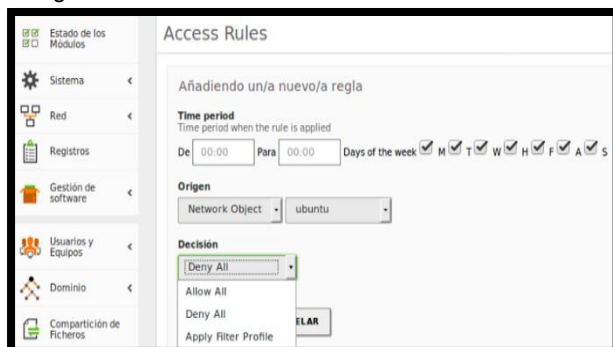 Estado de los
Módulos
Sistema
Red
Registros
Gestión de
software
Usuarios y
Equipos
Dominio
Compartición de
Ficheros
Access Rules
Añadiendo un/a nuevo/a regla
Time period
Time period when the rule is applied
De 00:00 Para 00:00 Days of the week M T W H F A S
Origen
Network Object ubuntu
Decisión
Deny All
Allow All
Deny All
Apply Filter Profile
ELAR